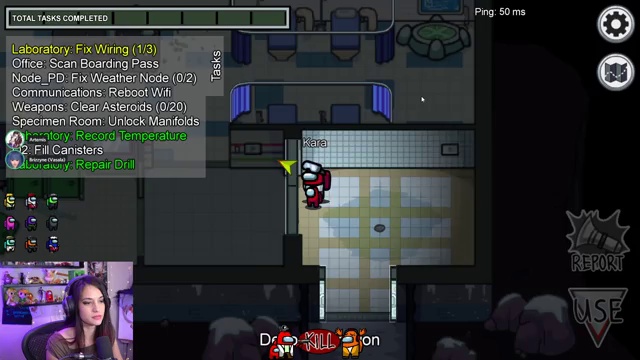 TOTAL TASKS COMPLETED
Ping: 50 ms
Laboratory: Fix Wiring (1/3)
Office: Scan Boarding Pass
Node_PD: Fix Weather Node (0/2)
Communications: Reboot Wifi
Weapons: Clear Asteroids (0/20)
Specimen Room: Unlock Manifolds
Record Temperature
Fill Canisters
Repair Drill
Tasks
Kara
REPORT
USE
KILL